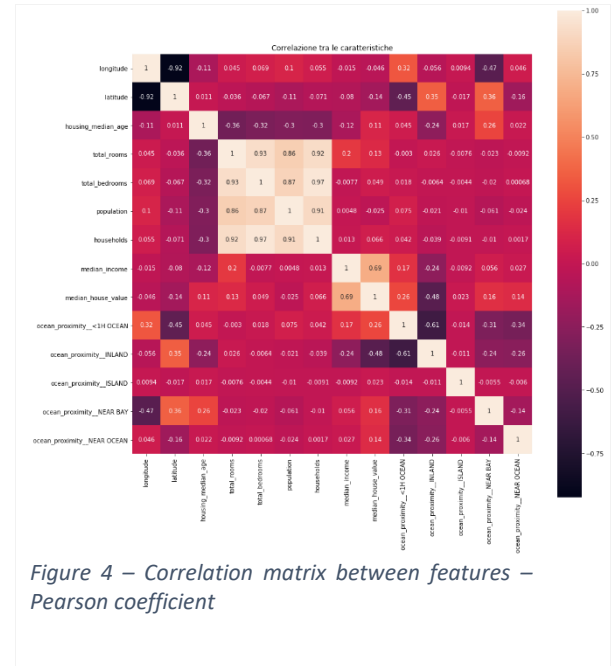 Correlazione tra le caratteristiche
longitude 1 -0.92 -0.11 0.045 0.069 0.1 0.055 -0.015 -0.046 0.32 -0.056 0.0094 -0.47 0.046
latitude -0.92 1 0.011 -0.036 -0.067 -0.11 -0.071 -0.08 -0.14 -0.45 0.35 -0.017 0.36 -0.16
housing_median_age -0.11 0.011 1 -0.36 -0.32 -0.3 -0.3 -0.12 0.11 0.045 -0.24 0.017 0.26 0.022
total_rooms 0.045 -0.036 -0.36 1 0.93 0.86 0.92 0.2 0.13 -0.003 0.026 -0.0076 -0.023 -0.0092
total_bedrooms 0.069 -0.067 -0.32 0.93 1 0.87 0.97 -0.0077 0.049 0.018 -0.0064 -0.0044 -0.02 0.00068
population 0.1 -0.11 -0.3 0.86 0.87 1 0.91 0.0048 -0.025 0.075 -0.021 -0.01 -0.061 -0.024
households 0.055 -0.071 -0.3 0.92 0.97 0.91 1 0.013 0.066 0.042 -0.039 -0.0091 -0.01 0.0017
median_income -0.015 -0.08 -0.12 0.2 -0.0077 0.0048 0.013 1 0.69 0.17 -0.24 -0.0092 0.056 0.027
median_house_value -0.046 -0.14 0.11 0.13 0.049 -0.025 0.066 0.69 1 0.26 -0.48 0.023 0.16 0.14
ocean_proximity__<1H OCEAN 0.32 -0.45 0.045 -0.003 0.018 0.075 0.042 0.17 0.26 1 -0.61 -0.014 -0.31 -0.34
ocean_proximity__INLAND -0.056 0.35 -0.24 0.026 -0.0064 -0.021 -0.039 -0.24 -0.48 -0.61 1 -0.011 -0.24 -0.26
ocean_proximity__ISLAND 0.0094 -0.017 0.017 -0.0076 -0.0044 -0.01 -0.0091 -0.0092 0.023 -0.014 -0.011 1 -0.0055 -0.006
ocean_proximity__NEAR BAY -0.47 0.36 0.26 -0.023 -0.02 -0.061 -0.01 0.056 0.16 -0.31 -0.24 -0.0055 1 -0.14
ocean_proximity__NEAR OCEAN 0.046 -0.16 0.022 -0.0092 0.00068 -0.024 0.0017 0.027 0.14 -0.34 -0.26 -0.006 -0.14 1
longitude
latitude
housing_median_age
total_rooms
total_bedrooms
population
households
median_income
median_house_value
ocean_proximity__<1H OCEAN
ocean_proximity__INLAND
ocean_proximity__ISLAND
ocean_proximity__NEAR BAY
ocean_proximity__NEAR OCEAN
1.00
0.75
0.50
0.25
0.00
-0.25
-0.50
-0.75
Figure 4 – Correlation matrix between features –
Pearson coefficient